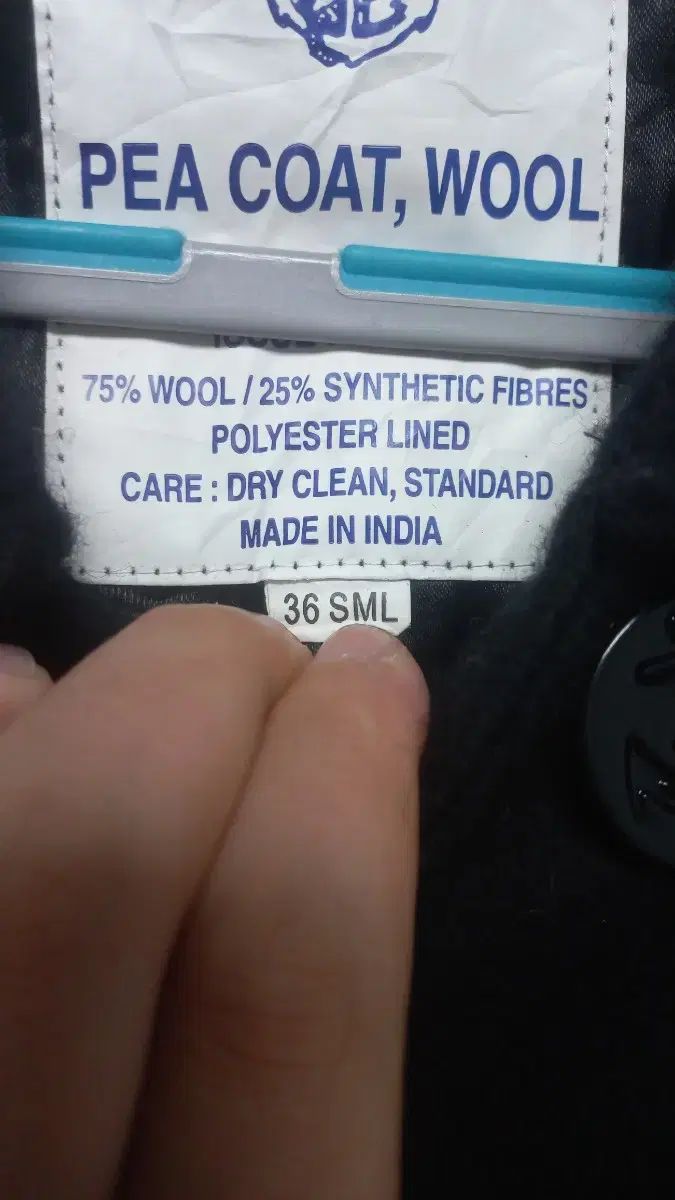 PEA COAT, WOOL
75% WOOL / 25% SYNTHETIC FIBRES
POLYESTER LINED
CARE : DRY CLEAN, STANDARD
MADE IN INDIA
36 SML